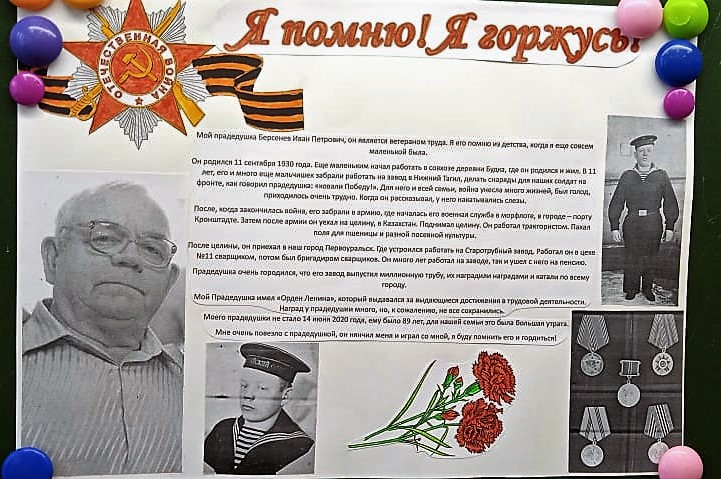 Я помню! Я горжусь!
ОТЕЧЕСТВЕННАЯ ВОЙНА
Мой прадедушка Берсенев Иван Петрович, он является ветераном труда. Я его помню из детства, когда я еще совсем
маленькой была.
Он родился 11 сентября 1930 года. Еще маленьким начал работать в совхозе деревни Будка, где он родился и жил. В 11
лет, его и много еще мальчишек забрали работать на завод в Нижний Тагил, делать снаряды для наших солдат на
фронте, как говорил прадедушка: «ковали Победу!». Для него и всей семьи, война унесла много жизней, был голод,
приходилось очень трудно. Когда он рассказывал, у него накатывались слезы.
После, когда закончилась война, его забрали в армию, где началась его военная служба в морфлоте, в городе – порту
Кронштадте. Затем после армии он уехал на целину, в Казахстан. Поднимал целину. Он работал трактористом. Пахал
поля для пшеницы и разной посевной культуры.
После целины, он приехал в наш город Первоуральск. Где устроился работать на Старотрубный завод. Работал он в цехе
№11 сварщиком, потом был бригадиром сварщиков. Он много лет работал на заводе, так и ушел с него на пенсию.
Прадедушка очень гордился, что его завод выпустил миллионную трубу, их наградили наградами и катали по всему
городу.
Мой Прадедушка имел «Орден Ленина», который выдавался за выдающиеся достижения в трудовой деятельности.
Наград у прадедушки много, но, к сожалению, не все сохранились.
Моего прадедушки не стало 14 июня 2020 года, ему было 89 лет, для нашей семьи это была большая утрата.
Мне очень повезло с прадедушкой, он нянчил меня и играл со мной, я буду помнить его и гордиться!